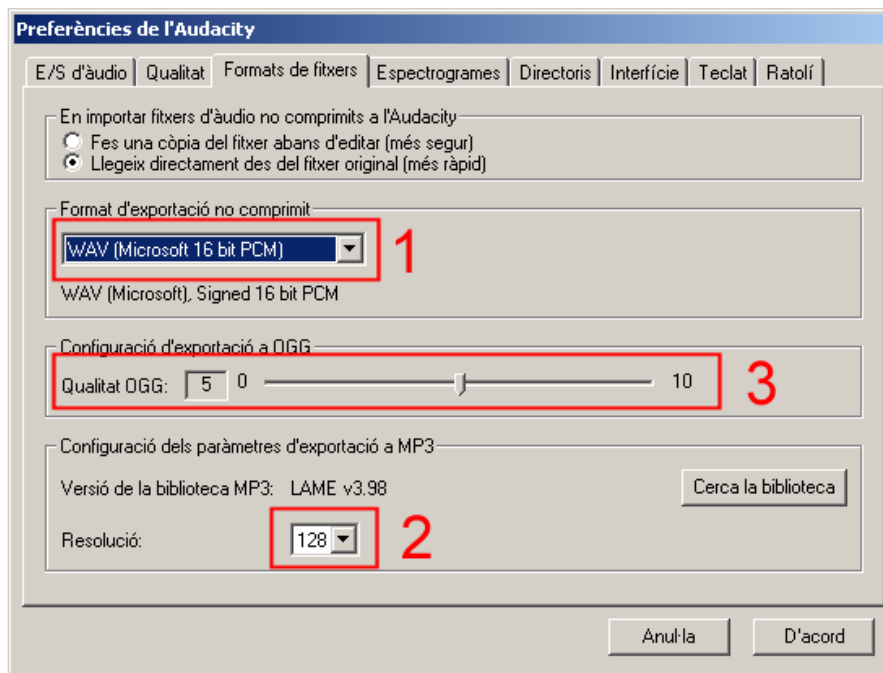 Preferències de l'Audacity
E/S d'àudio Qualitat Formats de fitxers Espectrogrames Directoris Interfície Teclat Ratolí
En importar fitxers d'àudio no comprimits a l'Audacity
Fes una còpia del fitxer abans d'editar (més segur)
Llegeix directament des del fitxer original (més ràpid)
Format d'exportació no comprimit
WAV (Microsoft 16 bit PCM) 1
WAV (Microsoft), Signed 16 bit PCM
Configuració d'exportació a OGG
Qualitat OGG: 5 0 10 3
Configuració dels paràmetres d'exportació a MP3
Versió de la biblioteca MP3: LAME v3.98 Cerca la biblioteca
Resolució: 128 2
Anul·la D'acord